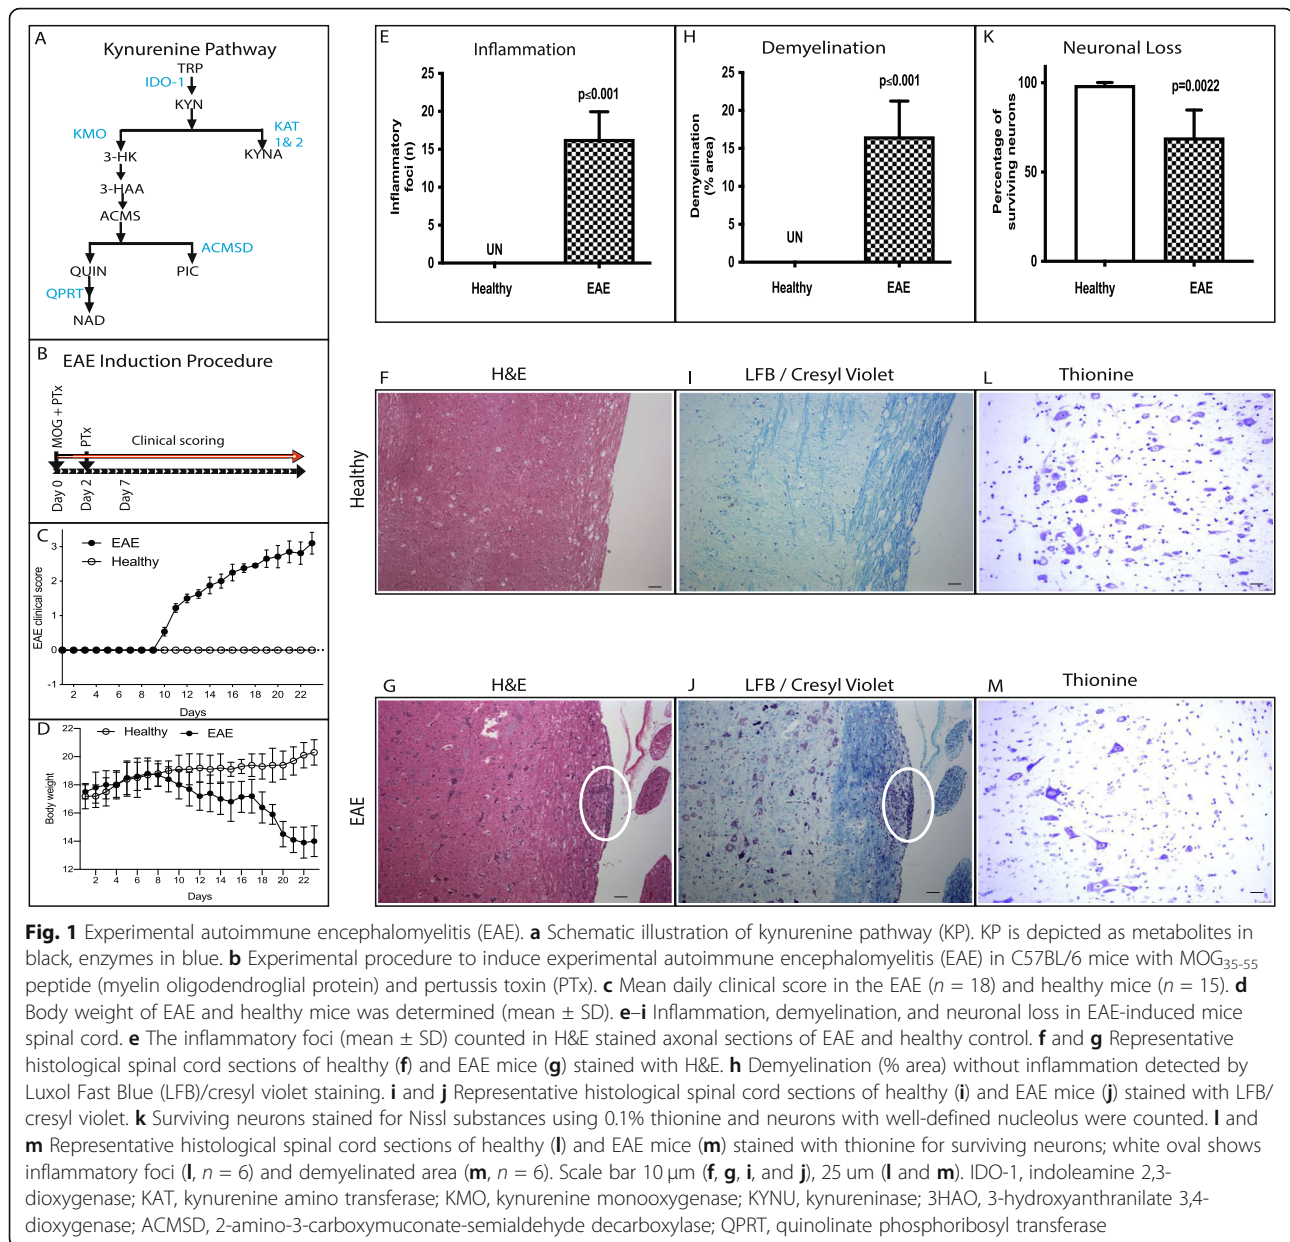 A
Kynurenine Pathway
TRP
IDO-1
KYN
KMO
KAT
1& 2
3-HK
KYNA
3-HAA
ACMS
ACMSD
QUIN
PIC
QPRT
NAD
B
EAE Induction Procedure
MOG + PTx
PTx
Clinical scoring
Day 0
Day 2
Day 7
C
EAE
Healthy
EAE clinical score
3
2
1
0
-1
2 4 6 8 10 12 14 16 18 20 22
Days
D
Healthy
EAE
Body weight
22
20
18
16
14
12
2 4 6 8 10 12 14 16 18 20 22
Days
E
Inflammation
Inflammatory
foci (n)
25
20
15
10
5
0
p≤0.001
UN
Healthy
EAE
H
Demyelination
Demyelination
(% area)
25
20
15
10
5
0
p≤0.001
UN
Healthy
EAE
K
Neuronal Loss
Percentage of
surviving neurons
100
50
0
p=0.0022
Healthy
EAE
F
H&E
I
LFB / Cresyl Violet
L
Thionine
Healthy
G
H&E
J
LFB / Cresyl Violet
M
Thionine
EAE
Fig. 1 Experimental autoimmune encephalomyelitis (EAE). a Schematic illustration of kynurenine pathway (KP). KP is depicted as metabolites in
black, enzymes in blue. b Experimental procedure to induce experimental autoimmune encephalomyelitis (EAE) in C57BL/6 mice with MOG35-55
peptide (myelin oligodendroglial protein) and pertussis toxin (PTx). c Mean daily clinical score in the EAE (n = 18) and healthy mice (n = 15). d
Body weight of EAE and healthy mice was determined (mean ± SD). e–i Inflammation, demyelination, and neuronal loss in EAE-induced mice
spinal cord. e The inflammatory foci (mean ± SD) counted in H&E stained axonal sections of EAE and healthy control. f and g Representative
histological spinal cord sections of healthy (f) and EAE mice (g) stained with H&E. h Demyelination (% area) without inflammation detected by
Luxol Fast Blue (LFB)/cresyl violet staining. i and j Representative histological spinal cord sections of healthy (i) and EAE mice (j) stained with LFB/
cresyl violet. k Surviving neurons stained for Nissl substances using 0.1% thionine and neurons with well-defined nucleolus were counted. l and
m Representative histological spinal cord sections of healthy (l) and EAE mice (m) stained with thionine for surviving neurons; white oval shows
inflammatory foci (l, n = 6) and demyelinated area (m, n = 6). Scale bar 10 μm (f, g, i, and j), 25 um (l and m). IDO-1, indoleamine 2,3-
dioxygenase; KAT, kynurenine amino transferase; KMO, kynurenine monooxygenase; KYNU, kynureninase; 3HAO, 3-hydroxyanthranilate 3,4-
dioxygenase; ACMSD, 2-amino-3-carboxymuconate-semialdehyde decarboxylase; QPRT, quinolinate phosphoribosyl transferase